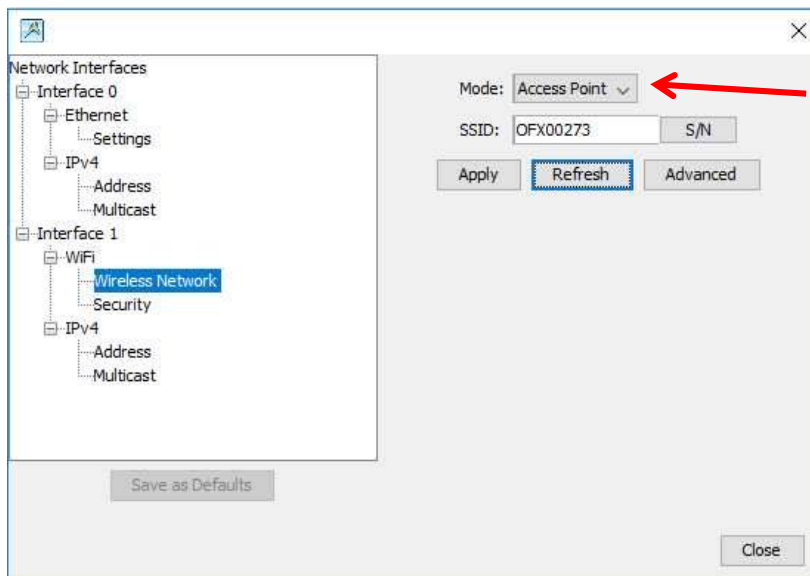 Network Interfaces
Interface 0
Ethernet
Settings
IPv4
Address
Multicast
Interface 1
WiFi
Wireless Network
Security
IPv4
Address
Multicast
Save as Defaults
Mode: Access Point
SSID: OFX00273 S/N
Apply Refresh Advanced
Close